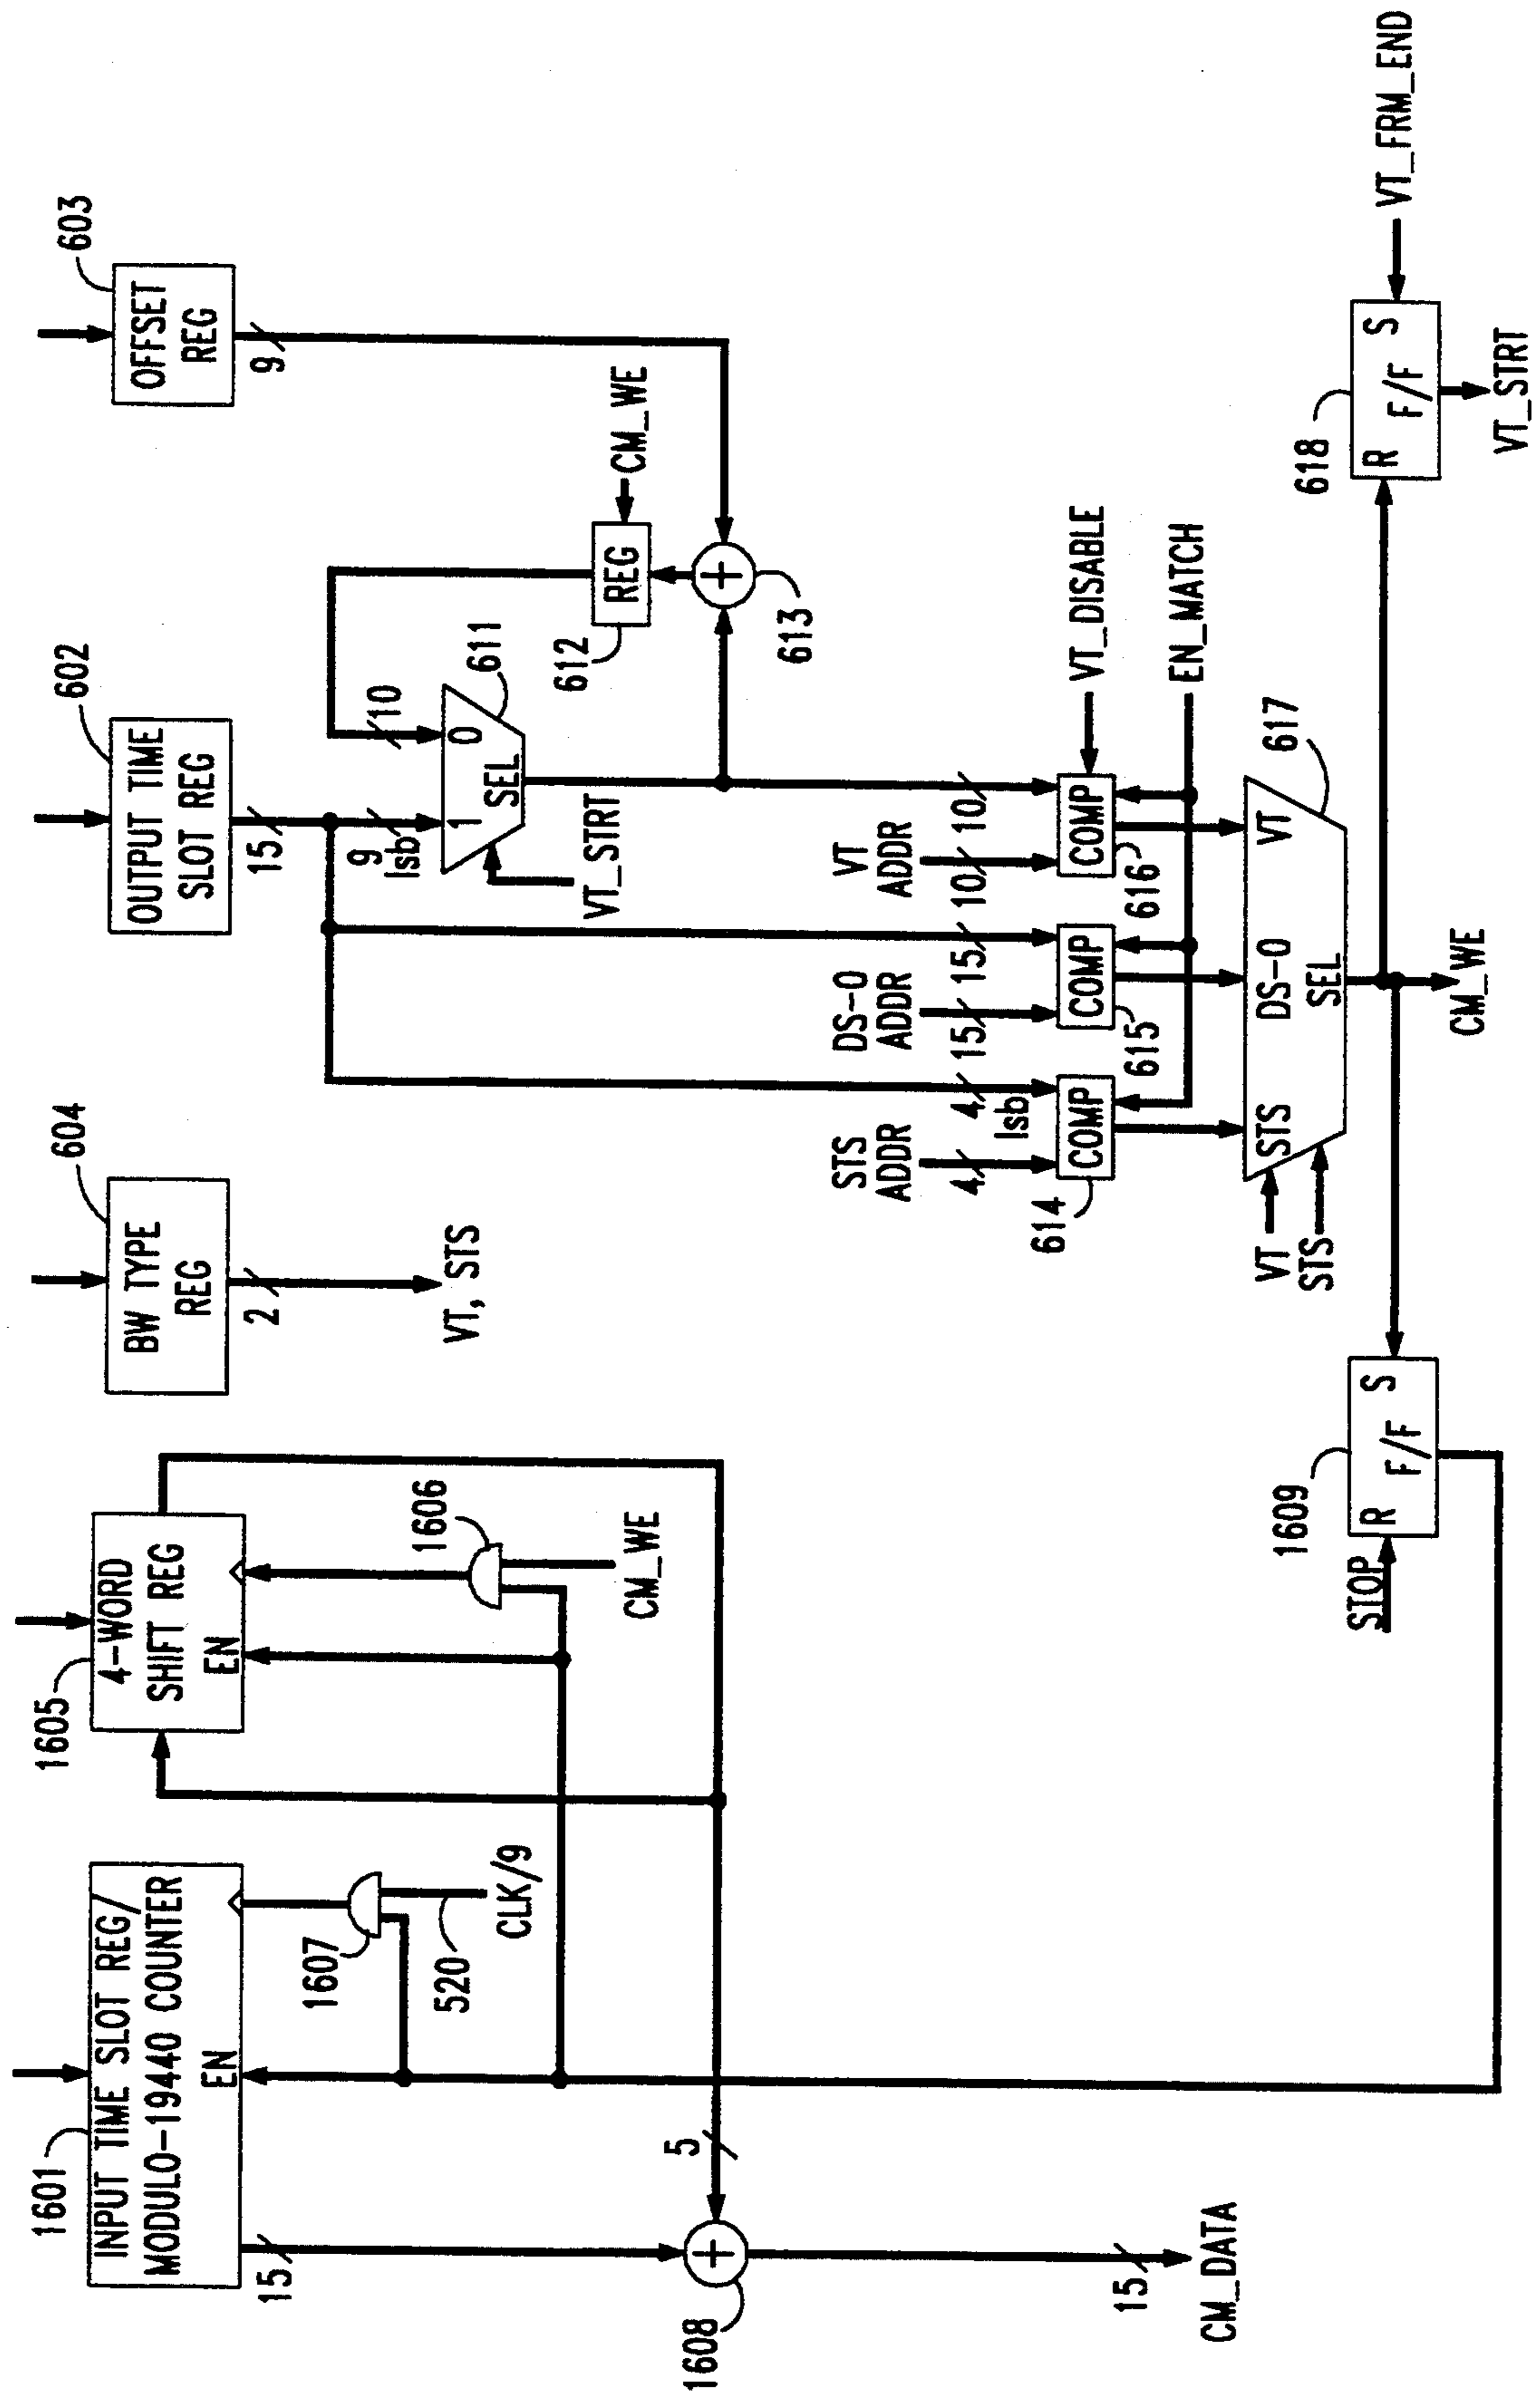 1601
INPUT TIME SLOT REG/
MODULO-19440 COUNTER
EN
15
1607
520
CLK/9
1605
4-WORD
SHIFT REG
EN
1606
CM_WE
5
1608
15
CM_DATA
604
BW TYPE
REG
2
VT, STS
602
OUTPUT TIME
SLOT REG
15
9
lsb
10
1
0
SEL
611
VT_STRT
603
OFFSET
REG
9
612
REG
CM_WE
613
STS
ADDR
4
4
lsb
DS-0
ADDR
15
15
VT
ADDR
10
10
VT_DISABLE
614
COMP
615
COMP
616
COMP
EN_MATCH
VT
STS
STS
DS-0
VT
SEL
617
CM_WE
1609
STOP
R
S
F/F
618
R
S
F/F
VT_FRM_END
VT_STRT